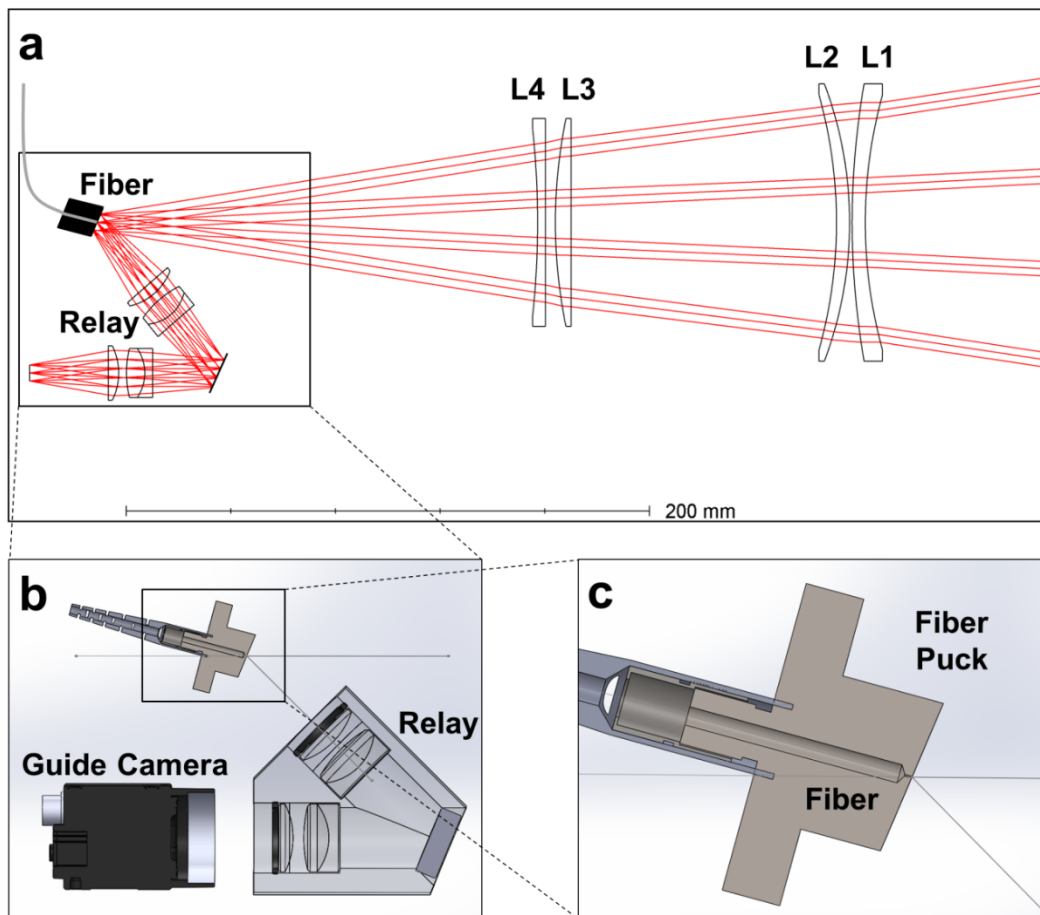 a
L2 L1
L4 L3
Fiber
Relay
200 mm
b
Relay
Guide Camera
c
Fiber
Puck
Fiber